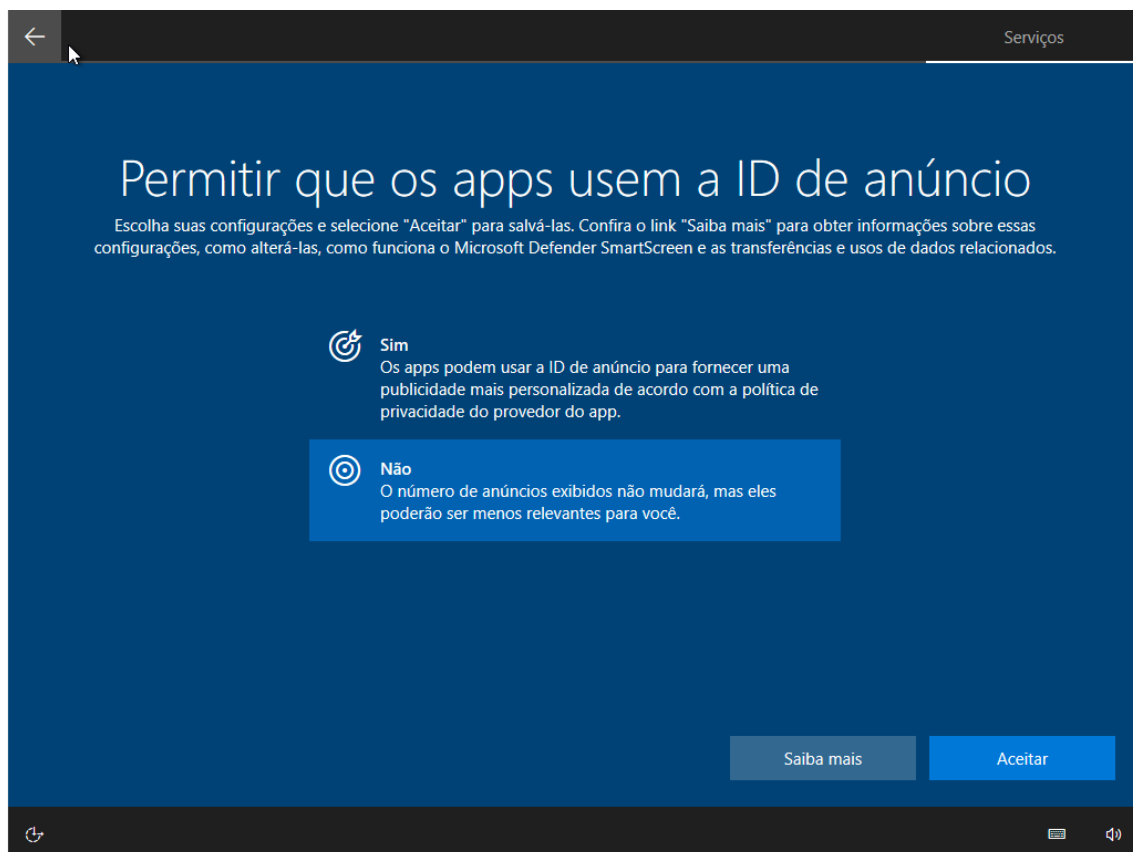 Serviços
Permitir que os apps usem a ID de anúncio
Escolha suas configurações e selecione "Aceitar" para salvá-las. Confira o link "Saiba mais" para obter informações sobre essas
configurações, como alterá-las, como funciona o Microsoft Defender SmartScreen e as transferências e usos de dados relacionados.
Sim
Os apps podem usar a ID de anúncio para fornecer uma
publicidade mais personalizada de acordo com a política de
privacidade do provedor do app.
Não
O número de anúncios exibidos não mudará, mas eles
poderão ser menos relevantes para você.
Saiba mais
Aceitar